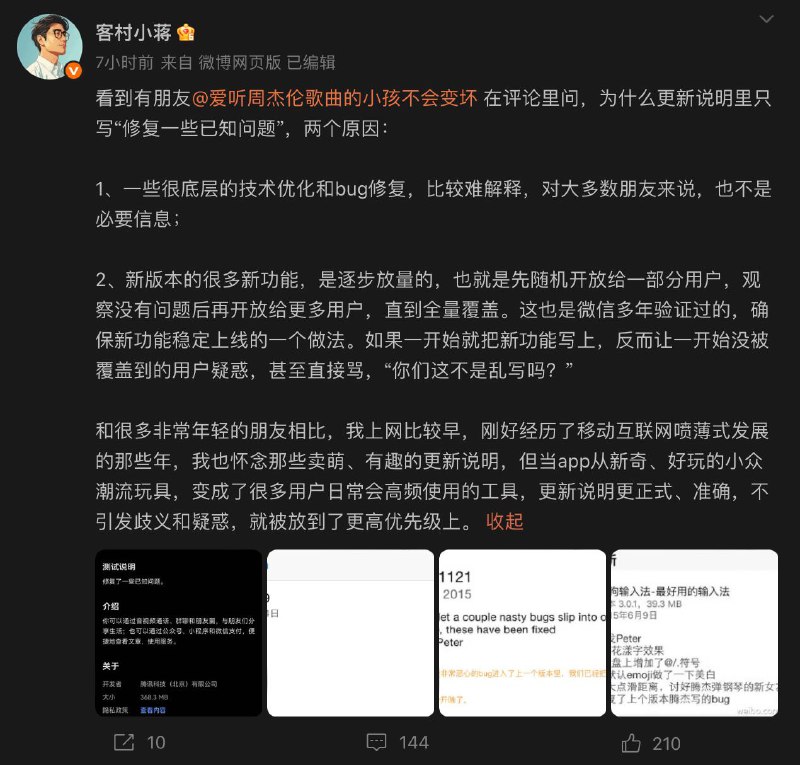 客村小蒋
7小时前 来自 微博网页版 已编辑
看到有朋友@爱听周杰伦歌曲的小孩不会变坏 在评论里问，为什么更新说明里只
写“修复一些已知问题”，两个原因：
1、一些很底层的技术优化和bug修复，比较难解释，对大多数朋友来说，也不是
必要信息；
2、新版本的很多新功能，是逐步放量的，也就是先随机开放给一部分用户，观
察没有问题后再开放给更多用户，直到全量覆盖。这也是微信多年验证过的，确
保新功能稳定上线的一个做法。如果一开始就把新功能写上，反而让一开始没被
覆盖到的用户疑惑，甚至直接骂，“你们这不是乱写吗？”
和很多非常年轻的朋友相比，我上网比较早，刚好经历了移动互联网喷薄式发展
的那些年，我也怀念那些卖萌、有趣的更新说明，但当app从新奇、好玩的小众
潮流玩具，变成了很多用户日常会高频使用的工具，更新说明更正式、准确，不
引发歧义和疑惑，就被放到了更高优先级上。 收起
测试说明
修复了一些已知问题。
介绍
你可以通过音视频通话、群聊和朋友圈，与朋友们分
享生活；也可以通过公众号、小程序和微信支付，便
捷地查看文章、使用服务。
关于
开发者 腾讯科技（北京）有限公司
大小 368.3 MB
隐私政策 查看内容
9
日
1121
2015
let a couple nasty bugs slip into o
, these have been fixed
Peter
非常恶心的bug进入了上一个版本里，我们已经
狗输入法-最好用的输入法
本 3.0.1，39.3 MB
15年6月9日
Peter
花漾字效果
盘上增加了@/.符号
默认emoji做了一下美白
大点滑距离，讨好腾杰弹钢琴的新女
复了上个版本腾杰写的bug
weibo.com
10
144
210